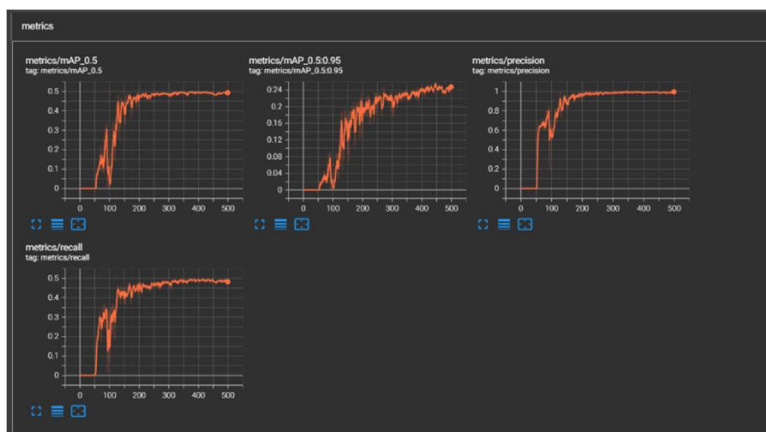 metrics
metrics/mAP_0.5
tag: metrics/mAP_0.5
0.5
0.4
0.3
0.2
0.1
0
0 100 200 300 400 500
metrics/mAP_0.5:0.95
tag: metrics/mAP_0.5:0.95
0.24
0.2
0.16
0.12
0.08
0.04
0
0 100 200 300 400 500
metrics/precision
tag: metrics/precision
1
0.8
0.6
0.4
0.2
0
0 100 200 300 400 500
metrics/recall
tag: metrics/recall
0.5
0.4
0.3
0.2
0.1
0
0 100 200 300 400 500